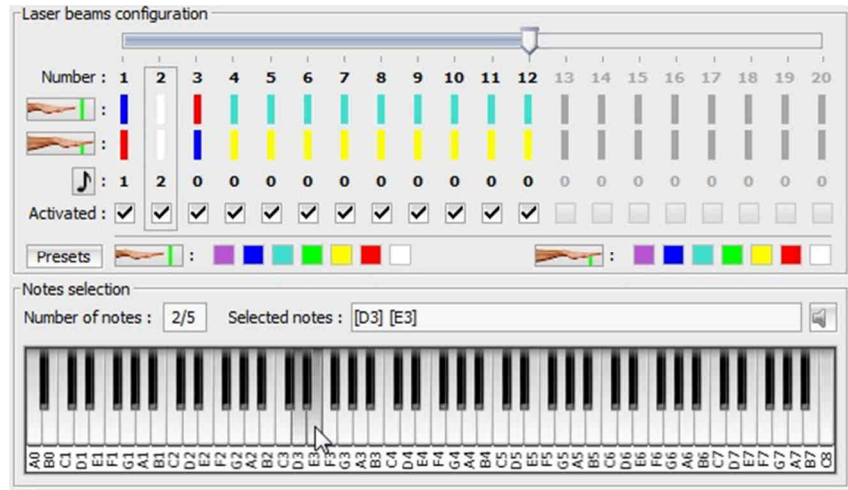 Laser beams configuration
Number : 1 2 3 4 5 6 7 8 9 10 11 12 13 14 15 16 17 18 19 20
:
:
: 1 2 0 0 0 0 0 0 0 0 0 0 0 0 0 0 0 0 0 0
Activated :
Presets : :
Notes selection
Number of notes : 2/5 Selected notes : [D3] [E3]
A0 B0 C1 D1 E1 F1 G1 A1 B1 C2 D2 E2 F2 G2 A2 B2 C3 D3 E3 F3 G3 A3 B3 C4 D4 E4 F4 G4 A4 B4 C5 D5 E5 F5 G5 A5 B5 C6 D6 E6 F6 G6 A6 B6 C7 D7 E7 F7 G7 A7 B7 C8